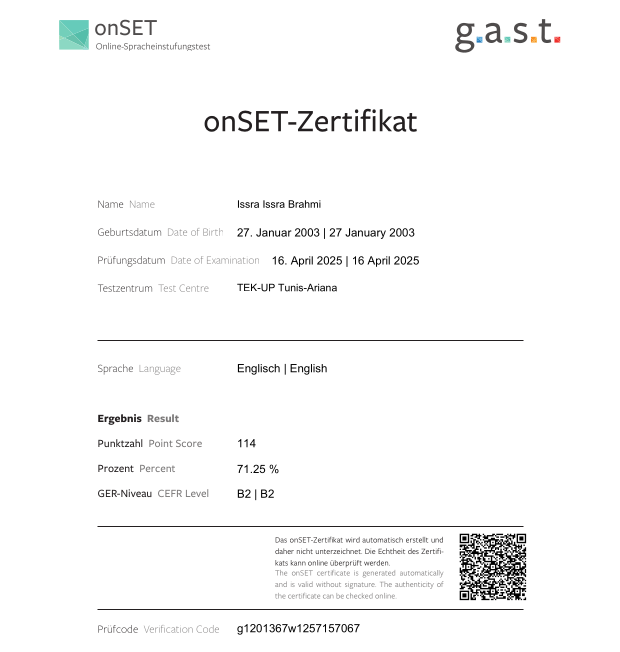 onSET
Online-Spracheinstufungstest
g.a.s.t.
onSET-Zertifikat
Name Name Issra Issra Brahmi
Geburtsdatum Date of Birth 27. Januar 2003 | 27 January 2003
Prüfungsdatum Date of Examination 16. April 2025 | 16 April 2025
Testzentrum Test Centre TEK-UP Tunis-Ariana
Sprache Language Englisch | English
Ergebnis Result
Punktzahl Point Score 114
Prozent Percent 71.25 %
GER-Niveau CEFR Level B2 | B2
Das onSET-Zertifikat wird automatisch erstellt und
daher nicht unterzeichnet. Die Echtheit des Zertifi-
kats kann online überprüft werden.
The onSET certificate is generated automatically
and is valid without signature. The authenticity of
the certificate can be checked online.
Prüfcode Verification Code g1201367w1257157067